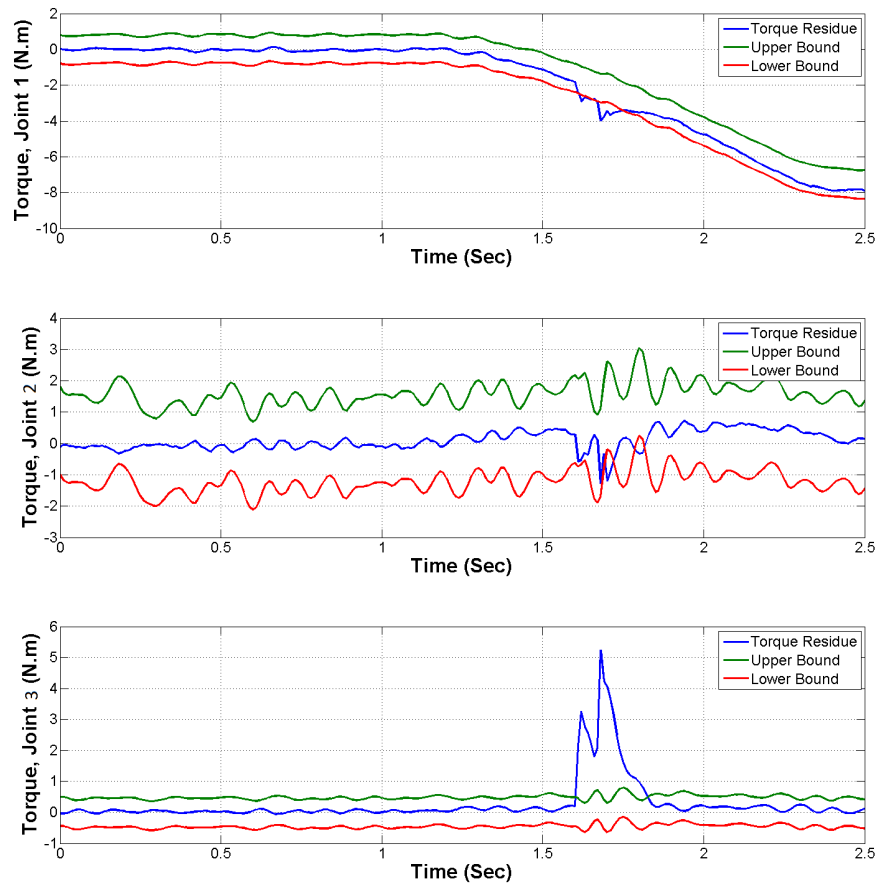 Torque, Joint 1 (N.m)
2
0
-2
-4
-6
-8
-10
0 0.5 1 1.5 2 2.5
Time (Sec)
Torque Residue
Upper Bound
Lower Bound
Torque, Joint 2 (N.m)
4
3
2
1
0
-1
-2
-3
0 0.5 1 1.5 2 2.5
Time (Sec)
Torque Residue
Upper Bound
Lower Bound
Torque, Joint 3 (N.m)
6
5
4
3
2
1
0
-1
0 0.5 1 1.5 2 2.5
Time (Sec)
Torque Residue
Upper Bound
Lower Bound